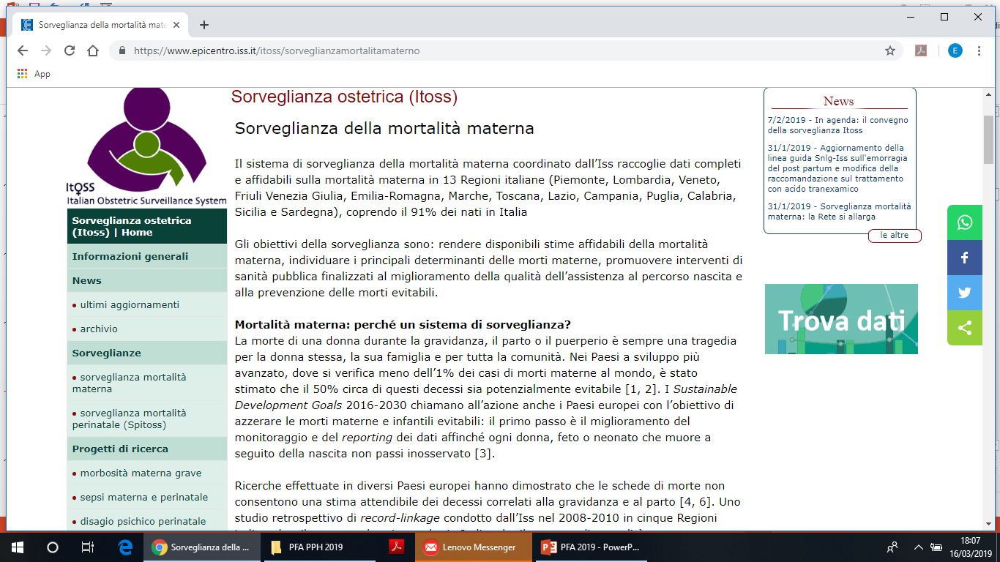 Sorveglianza della mortalità mate
https://www.epicentro.iss.it/itoss/sorveglianzamortalitamaterno
E
App
ItOSS
Italian Obstetric Surveillance System
Sorveglianza ostetrica
(Itoss) | Home
Informazioni generali
News
ultimi aggiornamenti
archivio
Sorveglianze
sorveglianza mortalità
materna
sorveglianza mortalità
perinatale (Spitoss)
Progetti di ricerca
morbosità materna grave
sepsi materna e perinatale
disagio psichico perinatale
Sorveglianza ostetrica (Itoss)
Sorveglianza della mortalità materna
Il sistema di sorveglianza della mortalità materna coordinato dall’Iss raccoglie dati completi
e affidabili sulla mortalità materna in 13 Regioni italiane (Piemonte, Lombardia, Veneto,
Friuli Venezia Giulia, Emilia-Romagna, Marche, Toscana, Lazio, Campania, Puglia, Calabria,
Sicilia e Sardegna), coprendo il 91% dei nati in Italia
Gli obiettivi della sorveglianza sono: rendere disponibili stime affidabili della mortalità
materna, individuare i principali determinanti delle morti materne, promuovere interventi di
sanità pubblica finalizzati al miglioramento della qualità dell’assistenza al percorso nascita e
alla prevenzione delle morti evitabili.
Mortalità materna: perché un sistema di sorveglianza?
La morte di una donna durante la gravidanza, il parto o il puerperio è sempre una tragedia
per la donna stessa, la sua famiglia e per tutta la comunità. Nei Paesi a sviluppo più
avanzato, dove si verifica meno dell’1% dei casi di morti materne al mondo, è stato
stimato che il 50% circa di questi decessi sia potenzialmente evitabile [1, 2]. I Sustainable
Development Goals 2016-2030 chiamano all’azione anche i Paesi europei con l’obiettivo di
azzerare le morti materne e infantili evitabili: il primo passo è il miglioramento del
monitoraggio e del reporting dei dati affinché ogni donna, feto o neonato che muore a
seguito della nascita non passi inosservato [3].
Ricerche effettuate in diversi Paesi europei hanno dimostrato che le schede di morte non
consentono una stima attendibile dei decessi correlati alla gravidanza e al parto [4, 6]. Uno
studio retrospettivo di record-linkage condotto dall’Iss nel 2008-2010 in cinque Regioni
News
7/2/2019 - In agenda: il convegno
della sorveglianza Itoss
31/1/2019 - Aggiornamento della
linea guida Snlg-Iss sull'emorragia
del post partum e modifica della
raccomandazione sul trattamento
con acido tranexamico
31/1/2019 - Sorveglianza mortalità
materna: la Rete si allarga
le altre
Trova dati
Sorveglianza della ...
PFA PPH 2019
Lenovo Messenger
PFA 2019 - PowerP...
18:07
16/03/2019